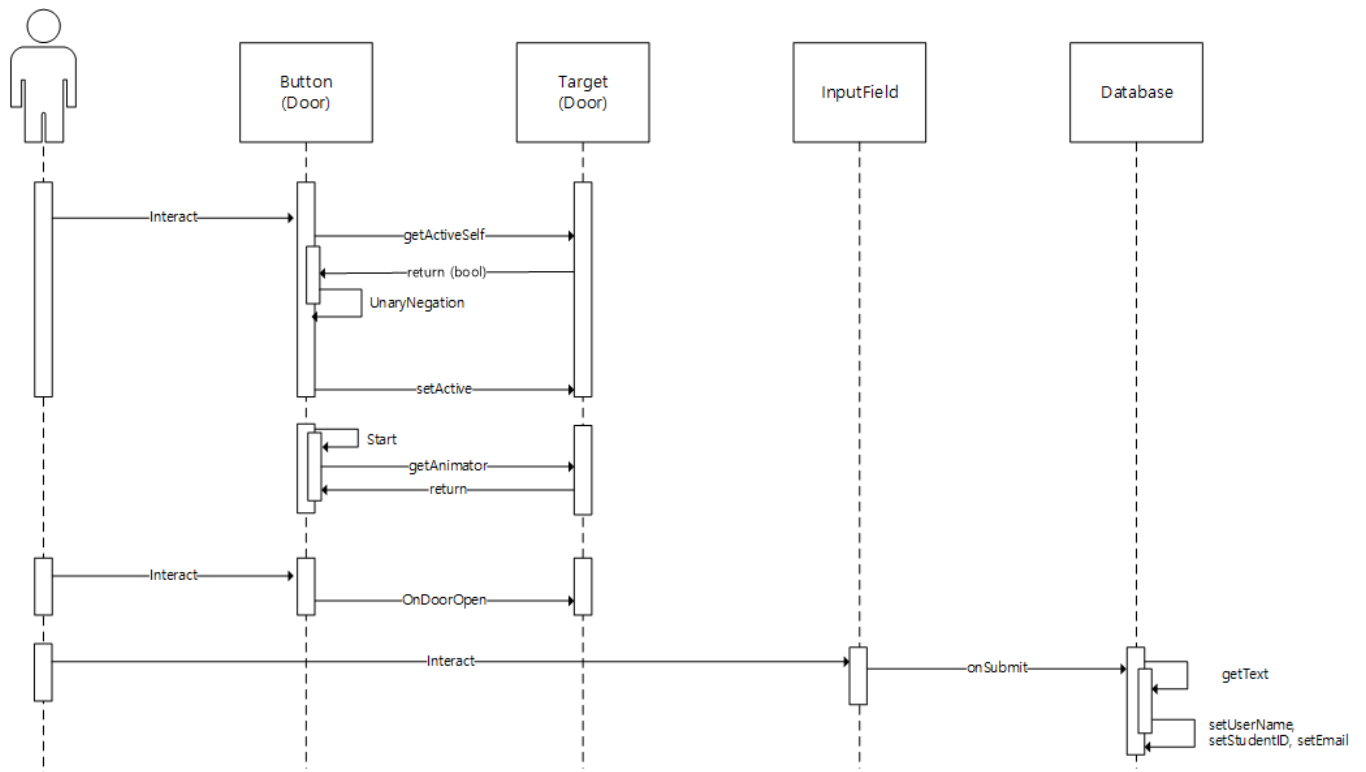 Button
(Door)
Target
(Door)
InputField
Database
Interact
getActiveSelf
return (bool)
UnaryNegation
setActive
Start
getAnimator
return
Interact
OnDoorOpen
Interact
onSubmit
getText
setUserName,
setStudentID, setEmail